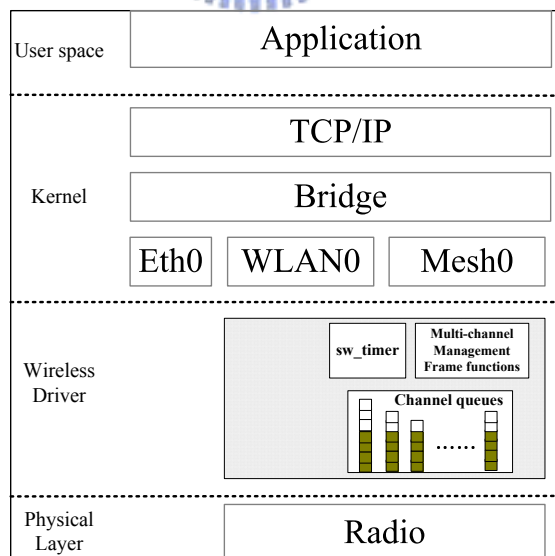 User space
Application
TCP/IP
Kernel
Bridge
Eth0
WLAN0
Mesh0
Wireless
Driver
sw_timer
Multi-channel
Management
Frame functions
Channel queues
......
Physical
Layer
Radio